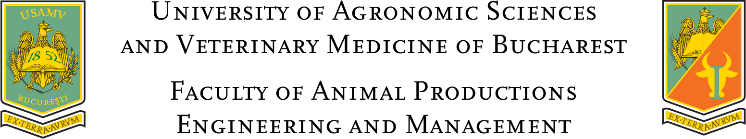 USAMV
1852
BUCUREȘTI
EX·TERRA·AVRVM
UNIVERSITY OF AGRONOMIC SCIENCES
AND VETERINARY MEDICINE OF BUCHAREST
FACULTY OF ANIMAL PRODUCTIONS
ENGINEERING AND MANAGEMENT
EX·TERRA·AVRVM